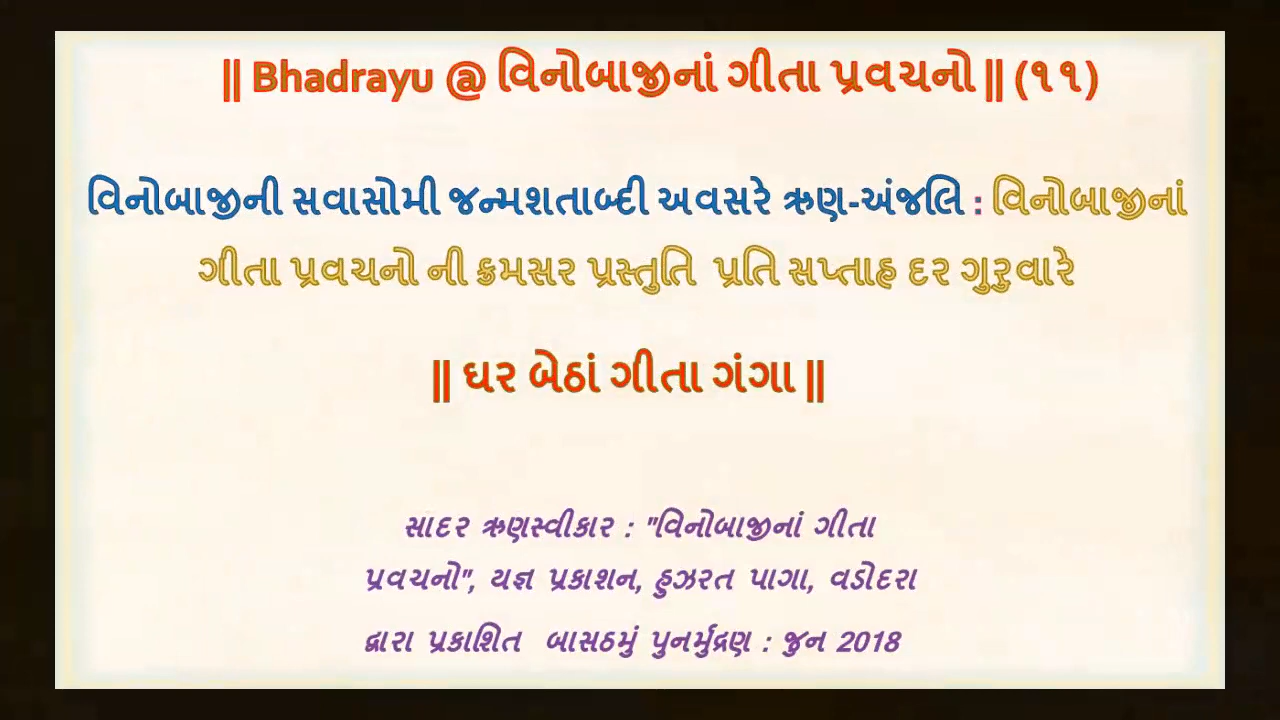 || Bhadrayu @ વિનોબાજીનાં ગીતા પ્રવચનો || (૧૧)
વિનોબાજીની સવાસોમી જન્મશતાબ્દી અવસરે ઋણ-અંજલિ : વિનોબાજીનાં
ગીતા પ્રવચનો ની ક્રમસર પ્રસ્તુતિ પ્રતિ સપ્તાહ દર ગુરુવારે
|| ઘર બેઠાં ગીતા ગંગા ||
સાદર ઋણસ્વીકાર : "વિનોબાજીનાં ગીતા
પ્રવચનો", યજ્ઞ પ્રકાશન, હુઝરત પાગા, વડોદરા
દ્વારા પ્રકાશિત બાસઠમું પુનર્મુદ્રણ : જુન 2018